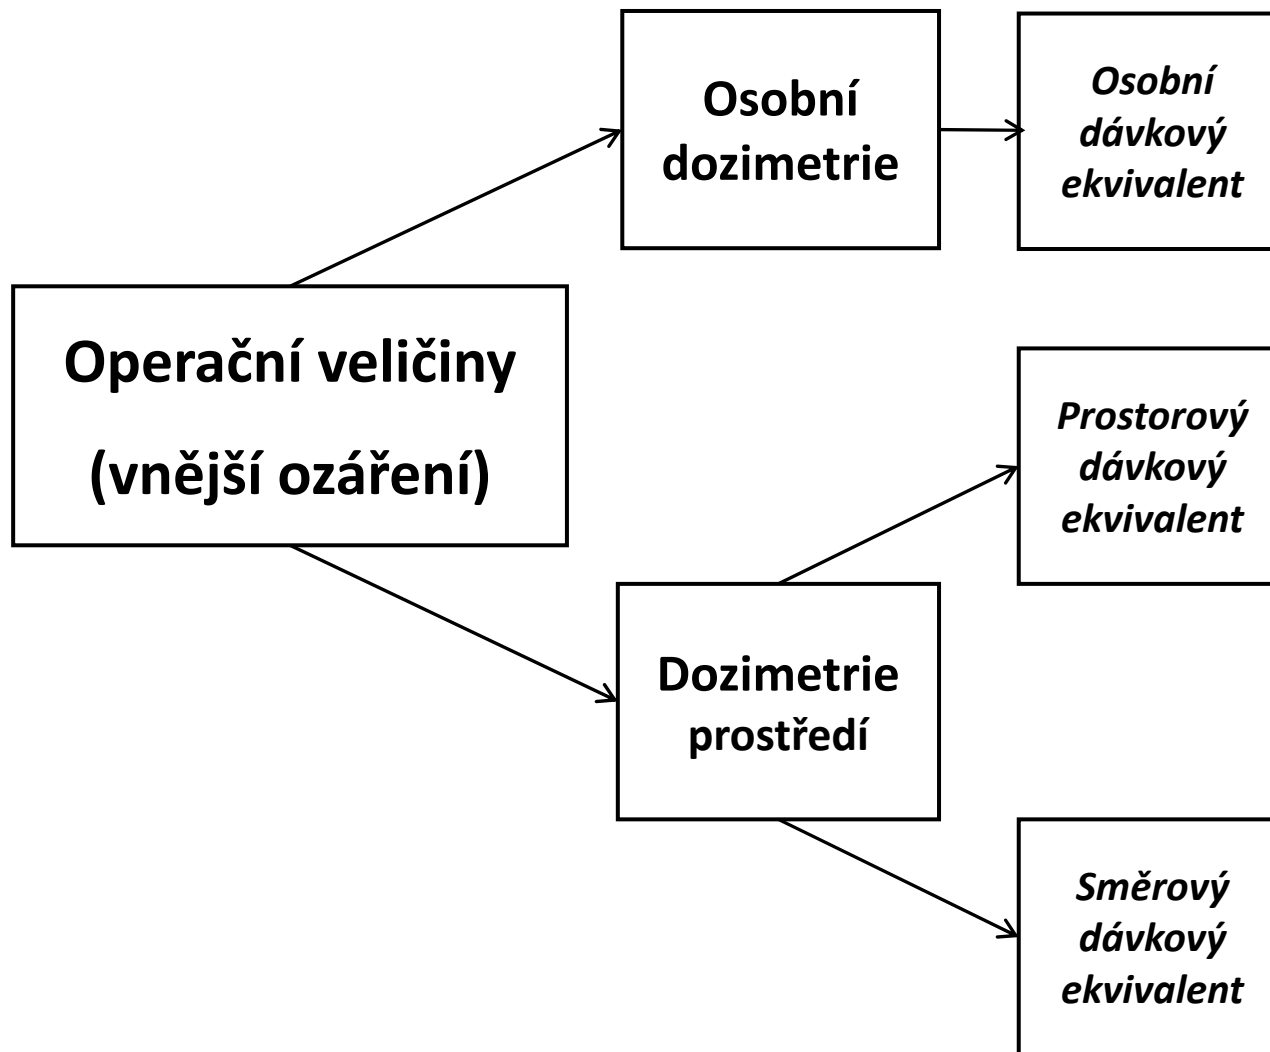 Osobní
dozimetrie
Osobní
dávkový
ekvivalent
Operační veličiny
(vnější ozáření)
Prostorový
dávkový
ekvivalent
Dozimetrie
prostředí
Směrový
dávkový
ekvivalent